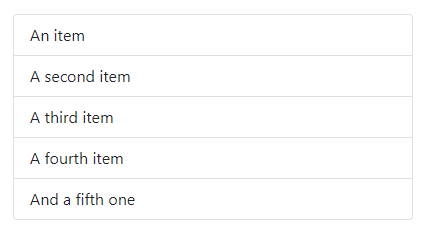 An item
A second item
A third item
A fourth item
And a fifth one